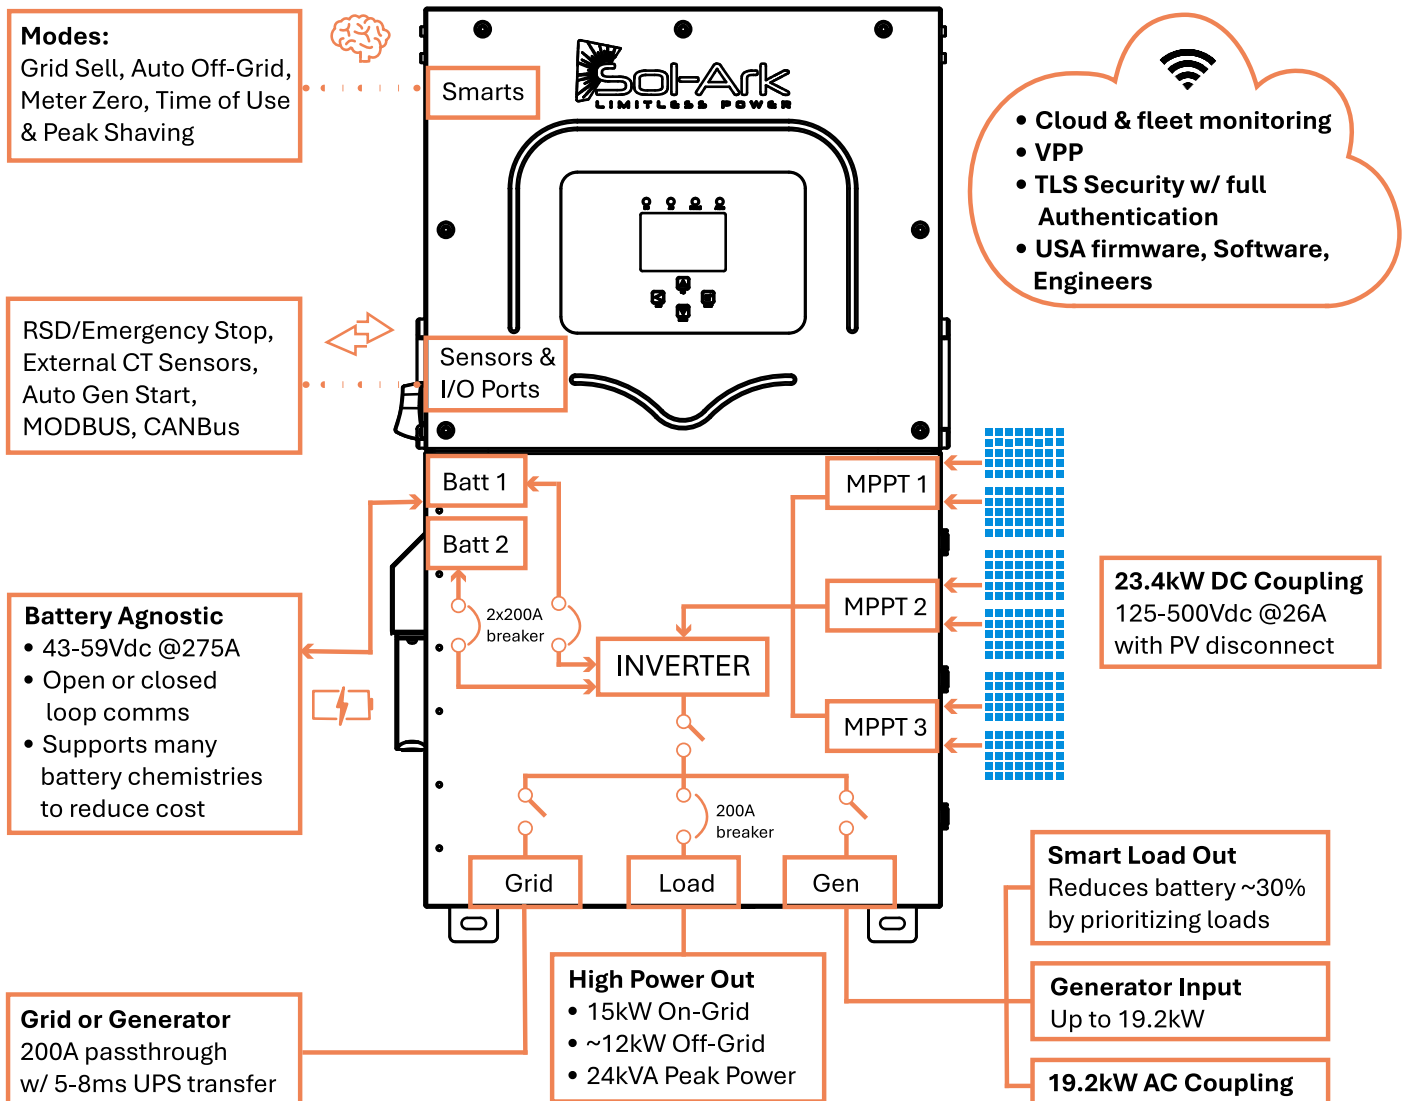 Modes:
Grid Sell, Auto Off-Grid,
Meter Zero, Time of Use
& Peak Shaving
Smarts
Sol-Ark
LIMITLESS POWER
• Cloud & fleet monitoring
• VPP
• TLS Security w/ full
Authentication
• USA firmware, Software,
Engineers
RSD/Emergency Stop,
External CT Sensors,
Auto Gen Start,
MODBUS, CANBus
Sensors &
I/O Ports
Batt 1
Batt 2
MPPT 1
MPPT 2
MPPT 3
2x200A
breaker
INVERTER
23.4kW DC Coupling
125-500Vdc @26A
with PV disconnect
Battery Agnostic
• 43-59Vdc @275A
• Open or closed
loop comms
• Supports many
battery chemistries
to reduce cost
200A
breaker
Grid
Load
Gen
Smart Load Out
Reduces battery ~30%
by prioritizing loads
High Power Out
• 15kW On-Grid
• ~12kW Off-Grid
• 24kVA Peak Power
Generator Input
Up to 19.2kW
Grid or Generator
200A passthrough
w/ 5-8ms UPS transfer
19.2kW AC Coupling